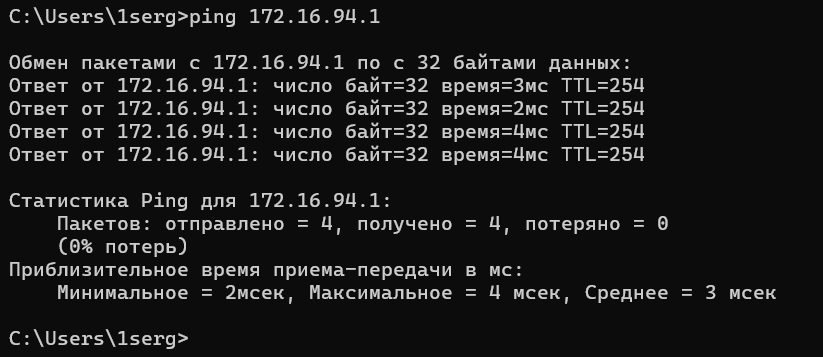 C:\Users\1serg>ping 172.16.94.1
Обмен пакетами с 172.16.94.1 по с 32 байтами данных:
Ответ от 172.16.94.1: число байт=32 время=3мс TTL=254
Ответ от 172.16.94.1: число байт=32 время=2мс TTL=254
Ответ от 172.16.94.1: число байт=32 время=4мс TTL=254
Ответ от 172.16.94.1: число байт=32 время=4мс TTL=254
Статистика Ping для 172.16.94.1:
Пакетов: отправлено = 4, получено = 4, потеряно = 0
(0% потерь)
Приблизительное время приема-передачи в мс:
Минимальное = 2мсек, Максимальное = 4 мсек, Среднее = 3 мсек
C:\Users\1serg>